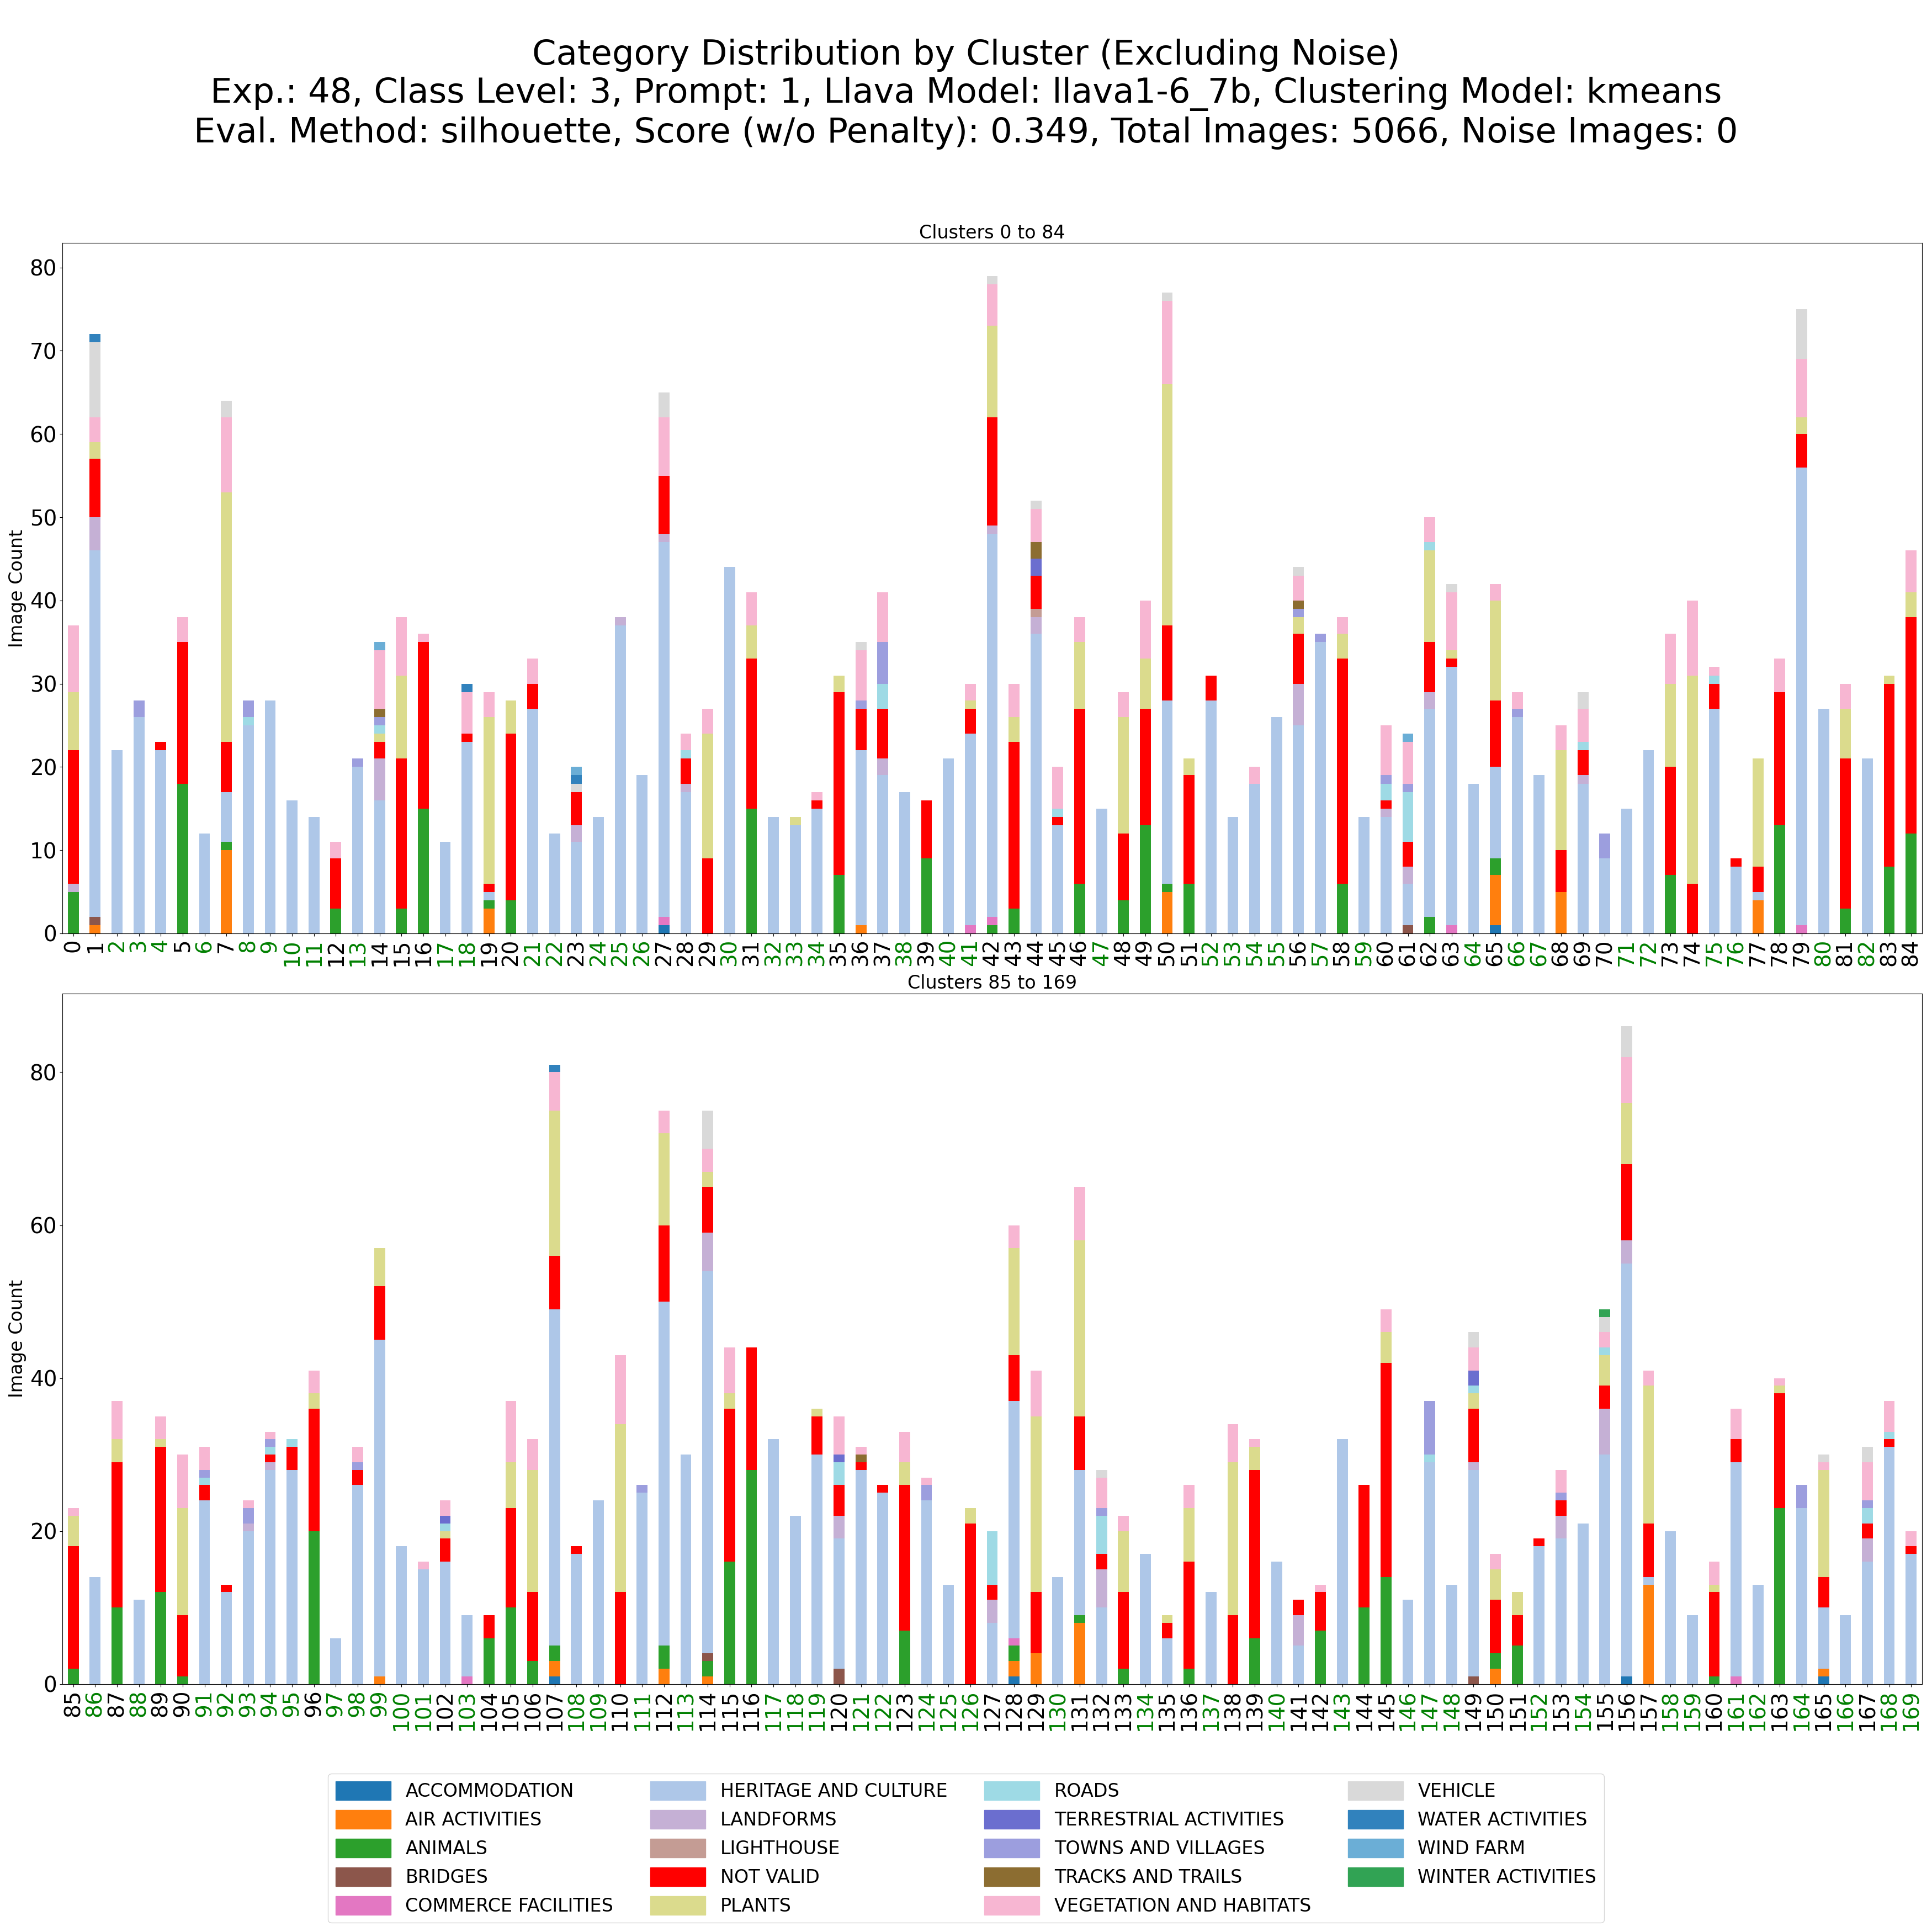 Category Distribution by Cluster (Excluding Noise)
Exp.: 48, Class Level: 3, Prompt: 1, Llava Model: llava1-6_7b, Clustering Model: kmeans
Eval. Method: silhouette, Score (w/o Penalty): 0.349, Total Images: 5066, Noise Images: 0
Clusters 0 to 84
Image Count
80
70
60
50
40
30
20
10
0
0 1 2 3 4 5 6 7 8 9 10 11 12 13 14 15 16 17 18 19 20 21 22 23 24 25 26 27 28 29 30 31 32 33 34 35 36 37 38 39 40 41 42 43 44 45 46 47 48 49 50 51 52 53 54 55 56 57 58 59 60 61 62 63 64 65 66 67 68 69 70 71 72 73 74 75 76 77 78 79 80 81 82 83 84
Clusters 85 to 169
Image Count
80
60
40
20
0
85 86 87 88 89 90 91 92 93 94 95 96 97 98 99 100 101 102 103 104 105 106 107 108 109 110 111 112 113 114 115 116 117 118 119 120 121 122 123 124 125 126 127 128 129 130 131 132 133 134 135 136 137 138 139 140 141 142 143 144 145 146 147 148 149 150 151 152 153 154 155 156 157 158 159 160 161 162 163 164 165 166 167 168 169
ACCOMMODATION
AIR ACTIVITIES
ANIMALS
BRIDGES
COMMERCE FACILITIES
HERITAGE AND CULTURE
LANDFORMS
LIGHTHOUSE
NOT VALID
PLANTS
ROADS
TERRESTRIAL ACTIVITIES
TOWNS AND VILLAGES
TRACKS AND TRAILS
VEGETATION AND HABITATS
VEHICLE
WATER ACTIVITIES
WIND FARM
WINTER ACTIVITIES